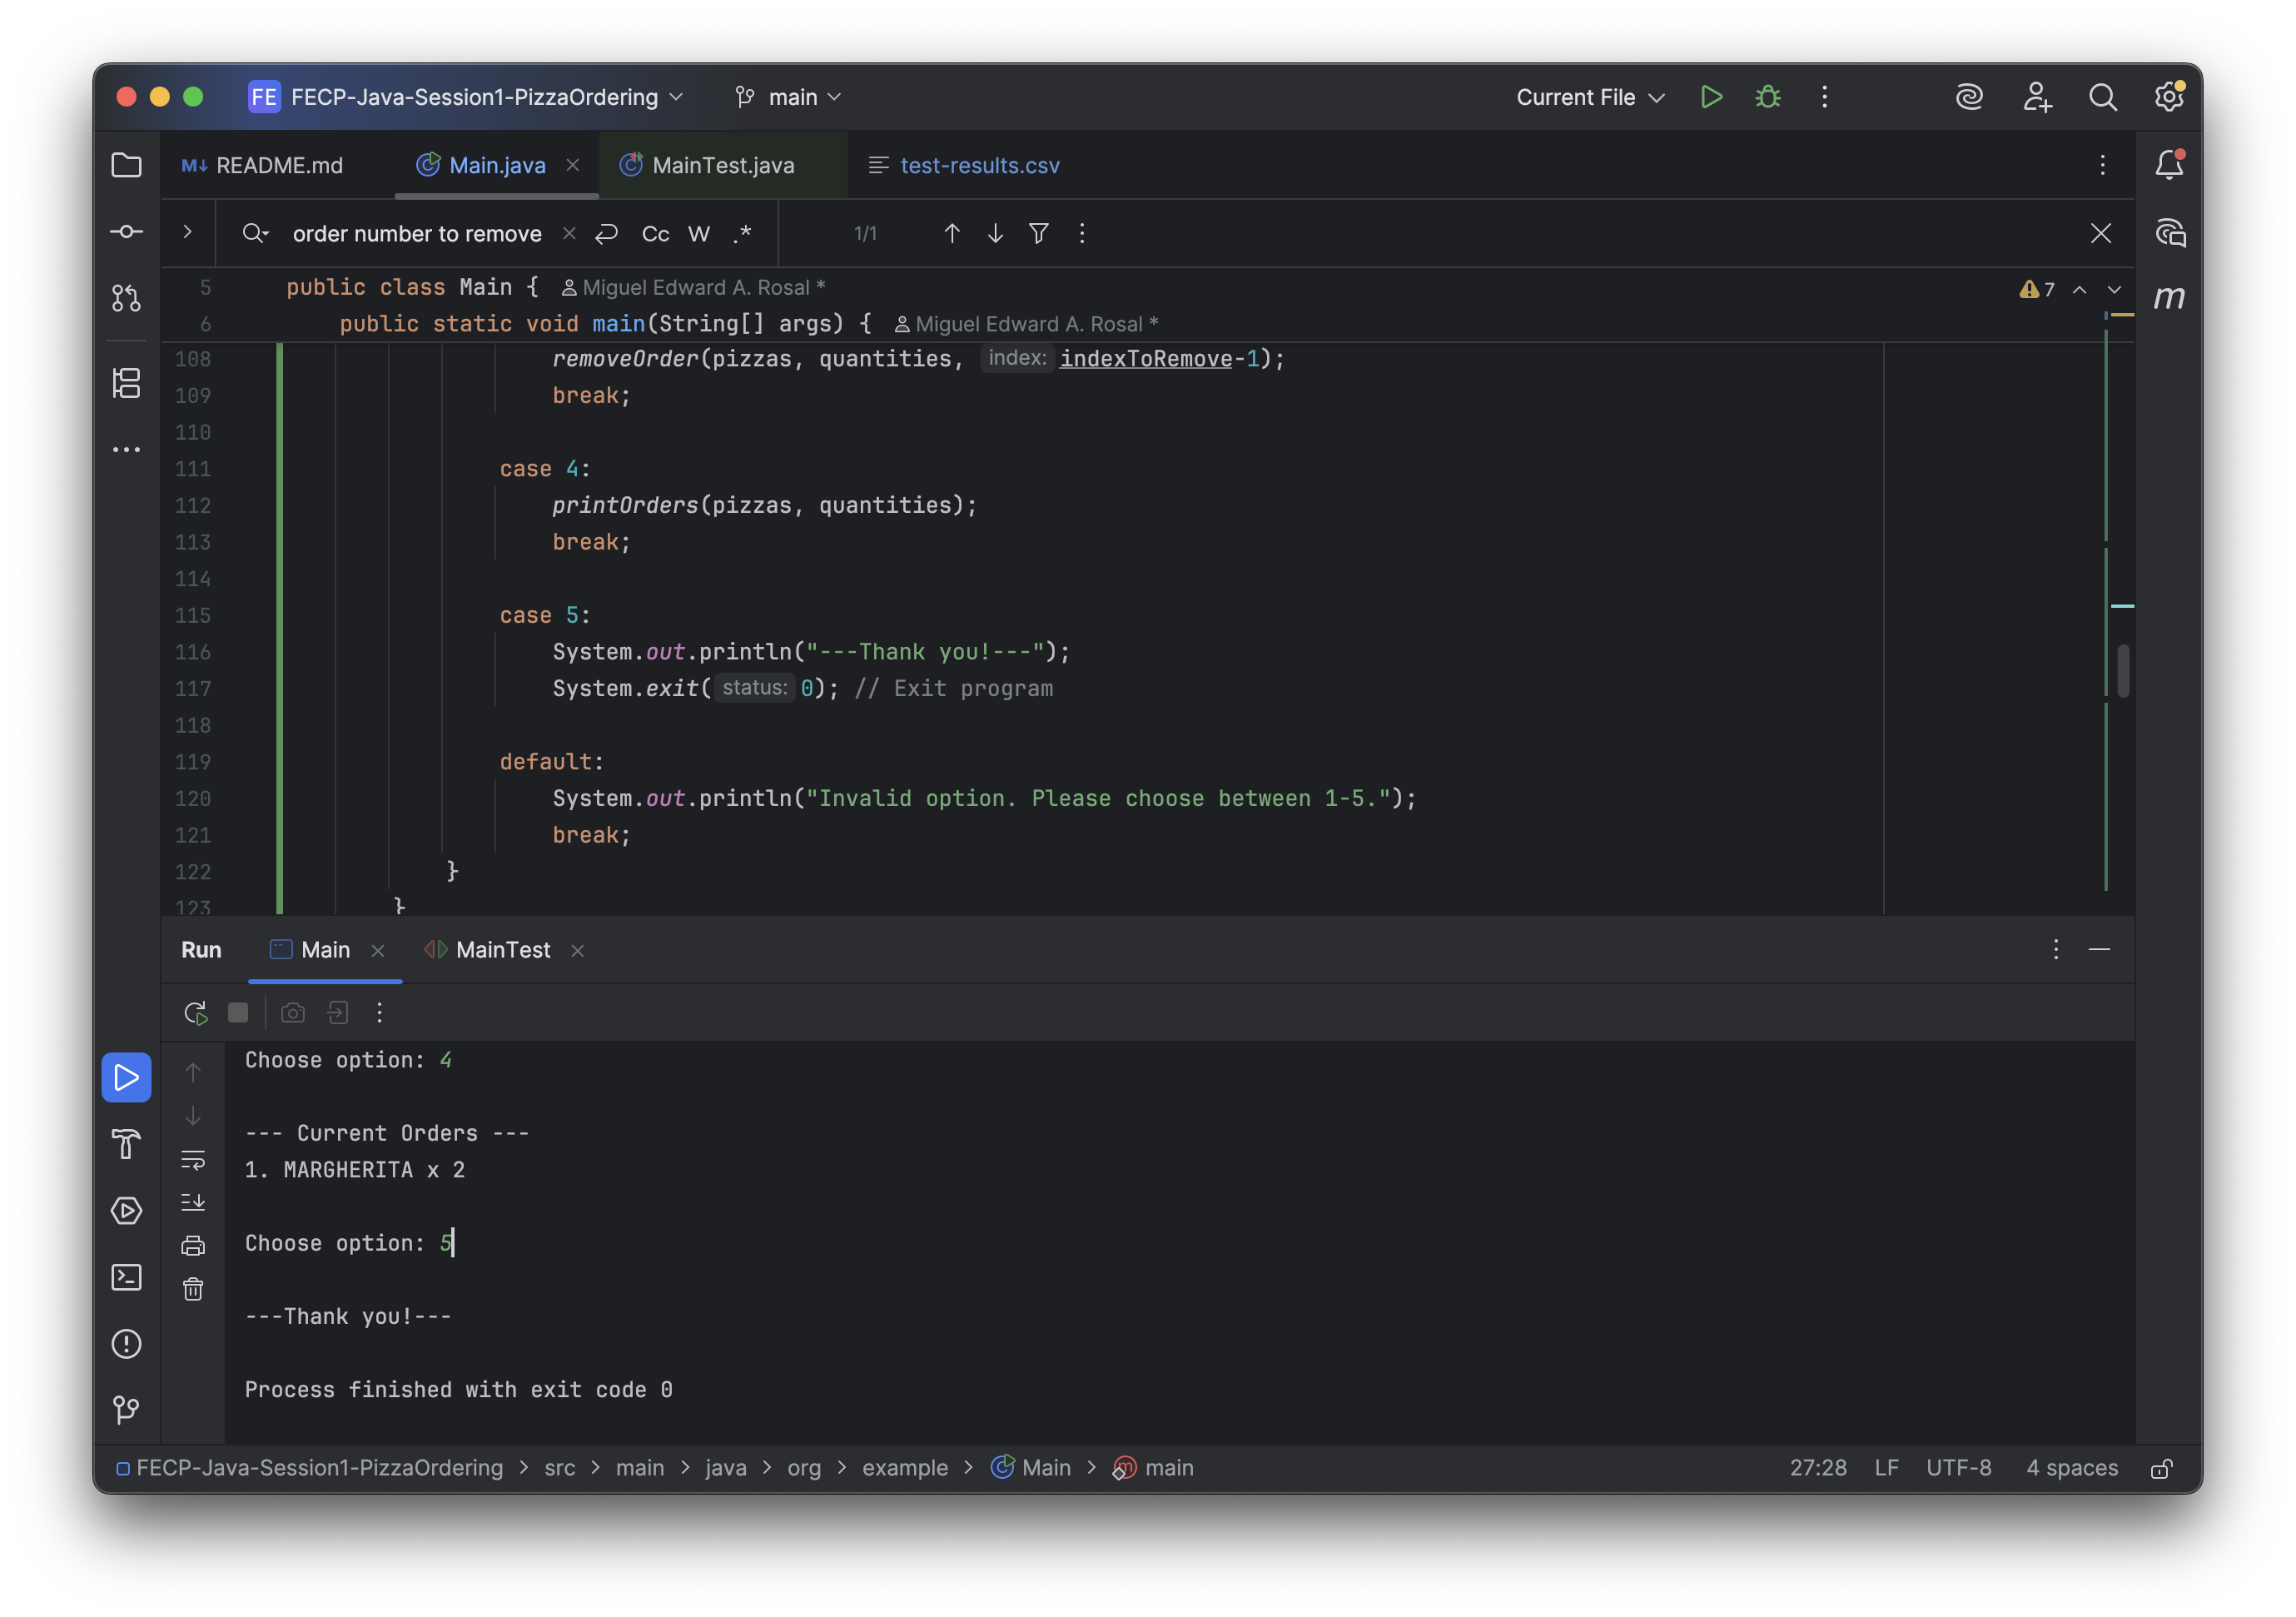 FE FECP-Java-Session1-PizzaOrdering main Current File
README.md Main.java MainTest.java test-results.csv
order number to remove Cc W .* 1/1
5 public class Main { Miguel Edward A. Rosal * 7
6 public static void main(String[] args) { Miguel Edward A. Rosal *
108 removeOrder(pizzas, quantities, index: indexToRemove-1);
109 break;
110
111 case 4:
112 printOrders(pizzas, quantities);
113 break;
114
115 case 5:
116 System.out.println("---Thank you!---");
117 System.exit( status: 0); // Exit program
118
119 default:
120 System.out.println("Invalid option. Please choose between 1-5.");
121 break;
122 }
123 }
Run Main MainTest
Choose option: 4
--- Current Orders ---
1. MARGHERITA x 2
Choose option: 5
---Thank you!---
Process finished with exit code 0
FECP-Java-Session1-PizzaOrdering > src > main > java > org > example > Main > main 27:28 LF UTF-8 4 spaces